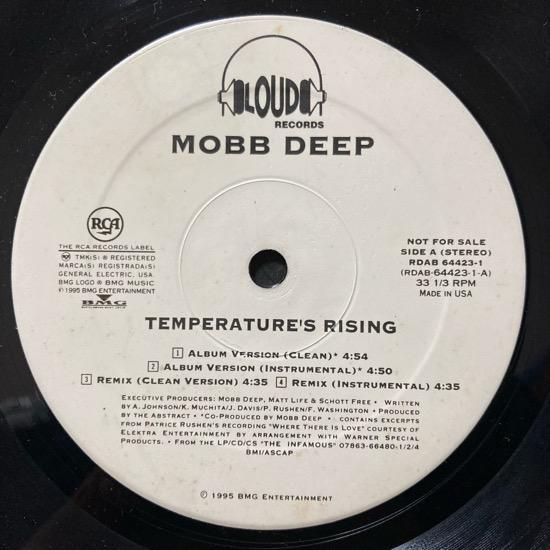 LOUD
RECORDS
MOBB DEEP
RCA
THE RCA RECORDS LABEL
TMK(S) ® REGISTERED
MARCA(S) REGISTRADA(S)
GENERAL ELECTRIC, USA.
BMG LOGO ® BMG MUSIC
℗ 1995 BMG ENTERTAINMENT
BMG
NOT FOR SALE
SIDE A (STEREO)
RDAB 64423-1
(RDAB-64423-1-A)
33 1/3 RPM
MADE IN USA
TEMPERATURE'S RISING
1 ALBUM VERSION (CLEAN)* 4:54
2 ALBUM VERSION (INSTRUMENTAL)* 4:50
3 REMIX (CLEAN VERSION) 4:35 4 REMIX (INSTRUMENTAL) 4:35
EXECUTIVE PRODUCERS: MOBB DEEP, MATT LIFE & SCHOTT FREE • WRITTEN
BY A. JOHNSON/K. MUCHITA/J. DAVIS/P. RUSHEN/F. WASHINGTON • PRODUCED
BY THE ABSTRACT • *CO-PRODUCED BY MOBB DEEP • CONTAINS EXCERPTS
FROM PATRICE RUSHEN'S RECORDING "WHERE THERE IS LOVE" COURTESY OF
ELEKTRA ENTERTAINMENT BY ARRANGEMENT WITH WARNER SPECIAL
PRODUCTS. • FROM THE LP/CD/CS "THE INFAMOUS" 07863-66480-1/2/4
BMI/ASCAP
℗ 1995 BMG ENTERTAINMENT